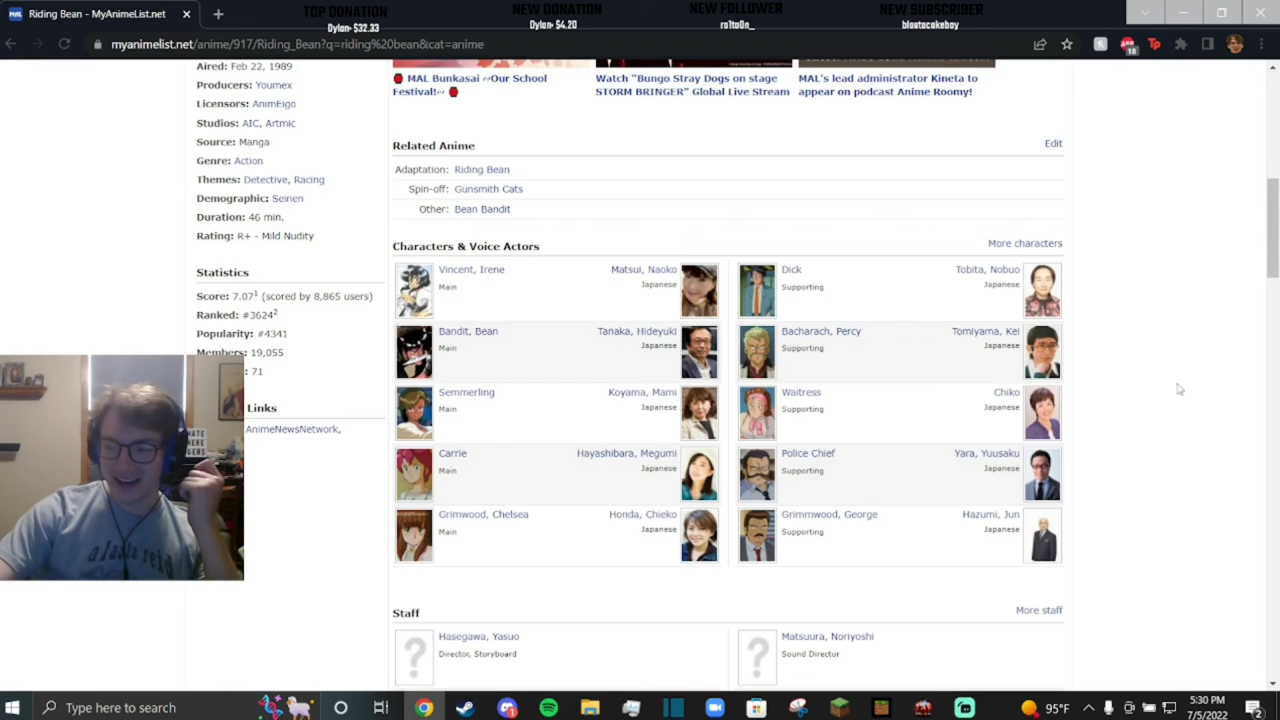 Riding Bean - MyAnimeList.net
TOP DONATION
Dylan- $32.33
NEW DONATION
Dylan- $4.20
NEW FOLLOWER
ra1ta0n_
NEW SUBSCRIBER
blastacakeboy
myanimelist.net/anime/917/Riding_Bean?q=riding%20bean&cat=anime
18
Aired: Feb 22, 1989
Producers: Youmex
Licensors: AnimEigo
Studios: AIC, Artmic
Source: Manga
Genre: Action
Themes: Detective, Racing
Demographic: Seinen
Duration: 46 min.
Rating: R+ - Mild Nudity
Statistics
Score: 7.07¹ (scored by 8,865 users)
Ranked: #3624²
Popularity: #4341
Members: 19,055
: 71
Links
AnimeNewsNetwork,
MAL Bunkasai ～Our School
Festival!～
Watch "Bungo Stray Dogs on stage
STORM BRINGER" Global Live Stream
MAL's lead administrator Kineta to
appear on podcast Anime Roomy!
Related Anime
Edit
Adaptation: Riding Bean
Spin-off: Gunsmith Cats
Other: Bean Bandit
Characters & Voice Actors
More characters
Vincent, Irene
Main
Matsui, Naoko
Japanese
Dick
Supporting
Tobita, Nobuo
Japanese
Bandit, Bean
Main
Tanaka, Hideyuki
Japanese
Bacharach, Percy
Supporting
Tomiyama, Kei
Japanese
Semmerling
Main
Koyama, Mami
Japanese
Waitress
Supporting
Chiko
Japanese
Carrie
Main
Hayashibara, Megumi
Japanese
Police Chief
Supporting
Yara, Yuusaku
Japanese
Grimwood, Chelsea
Main
Honda, Chieko
Japanese
Grimmwood, George
Supporting
Hazumi, Jun
Japanese
Staff
More staff
Hasegawa, Yasuo
Director, Storyboard
Matsuura, Noriyoshi
Sound Director
Type here to search
95°F
5:30 PM
7/5/2022
2